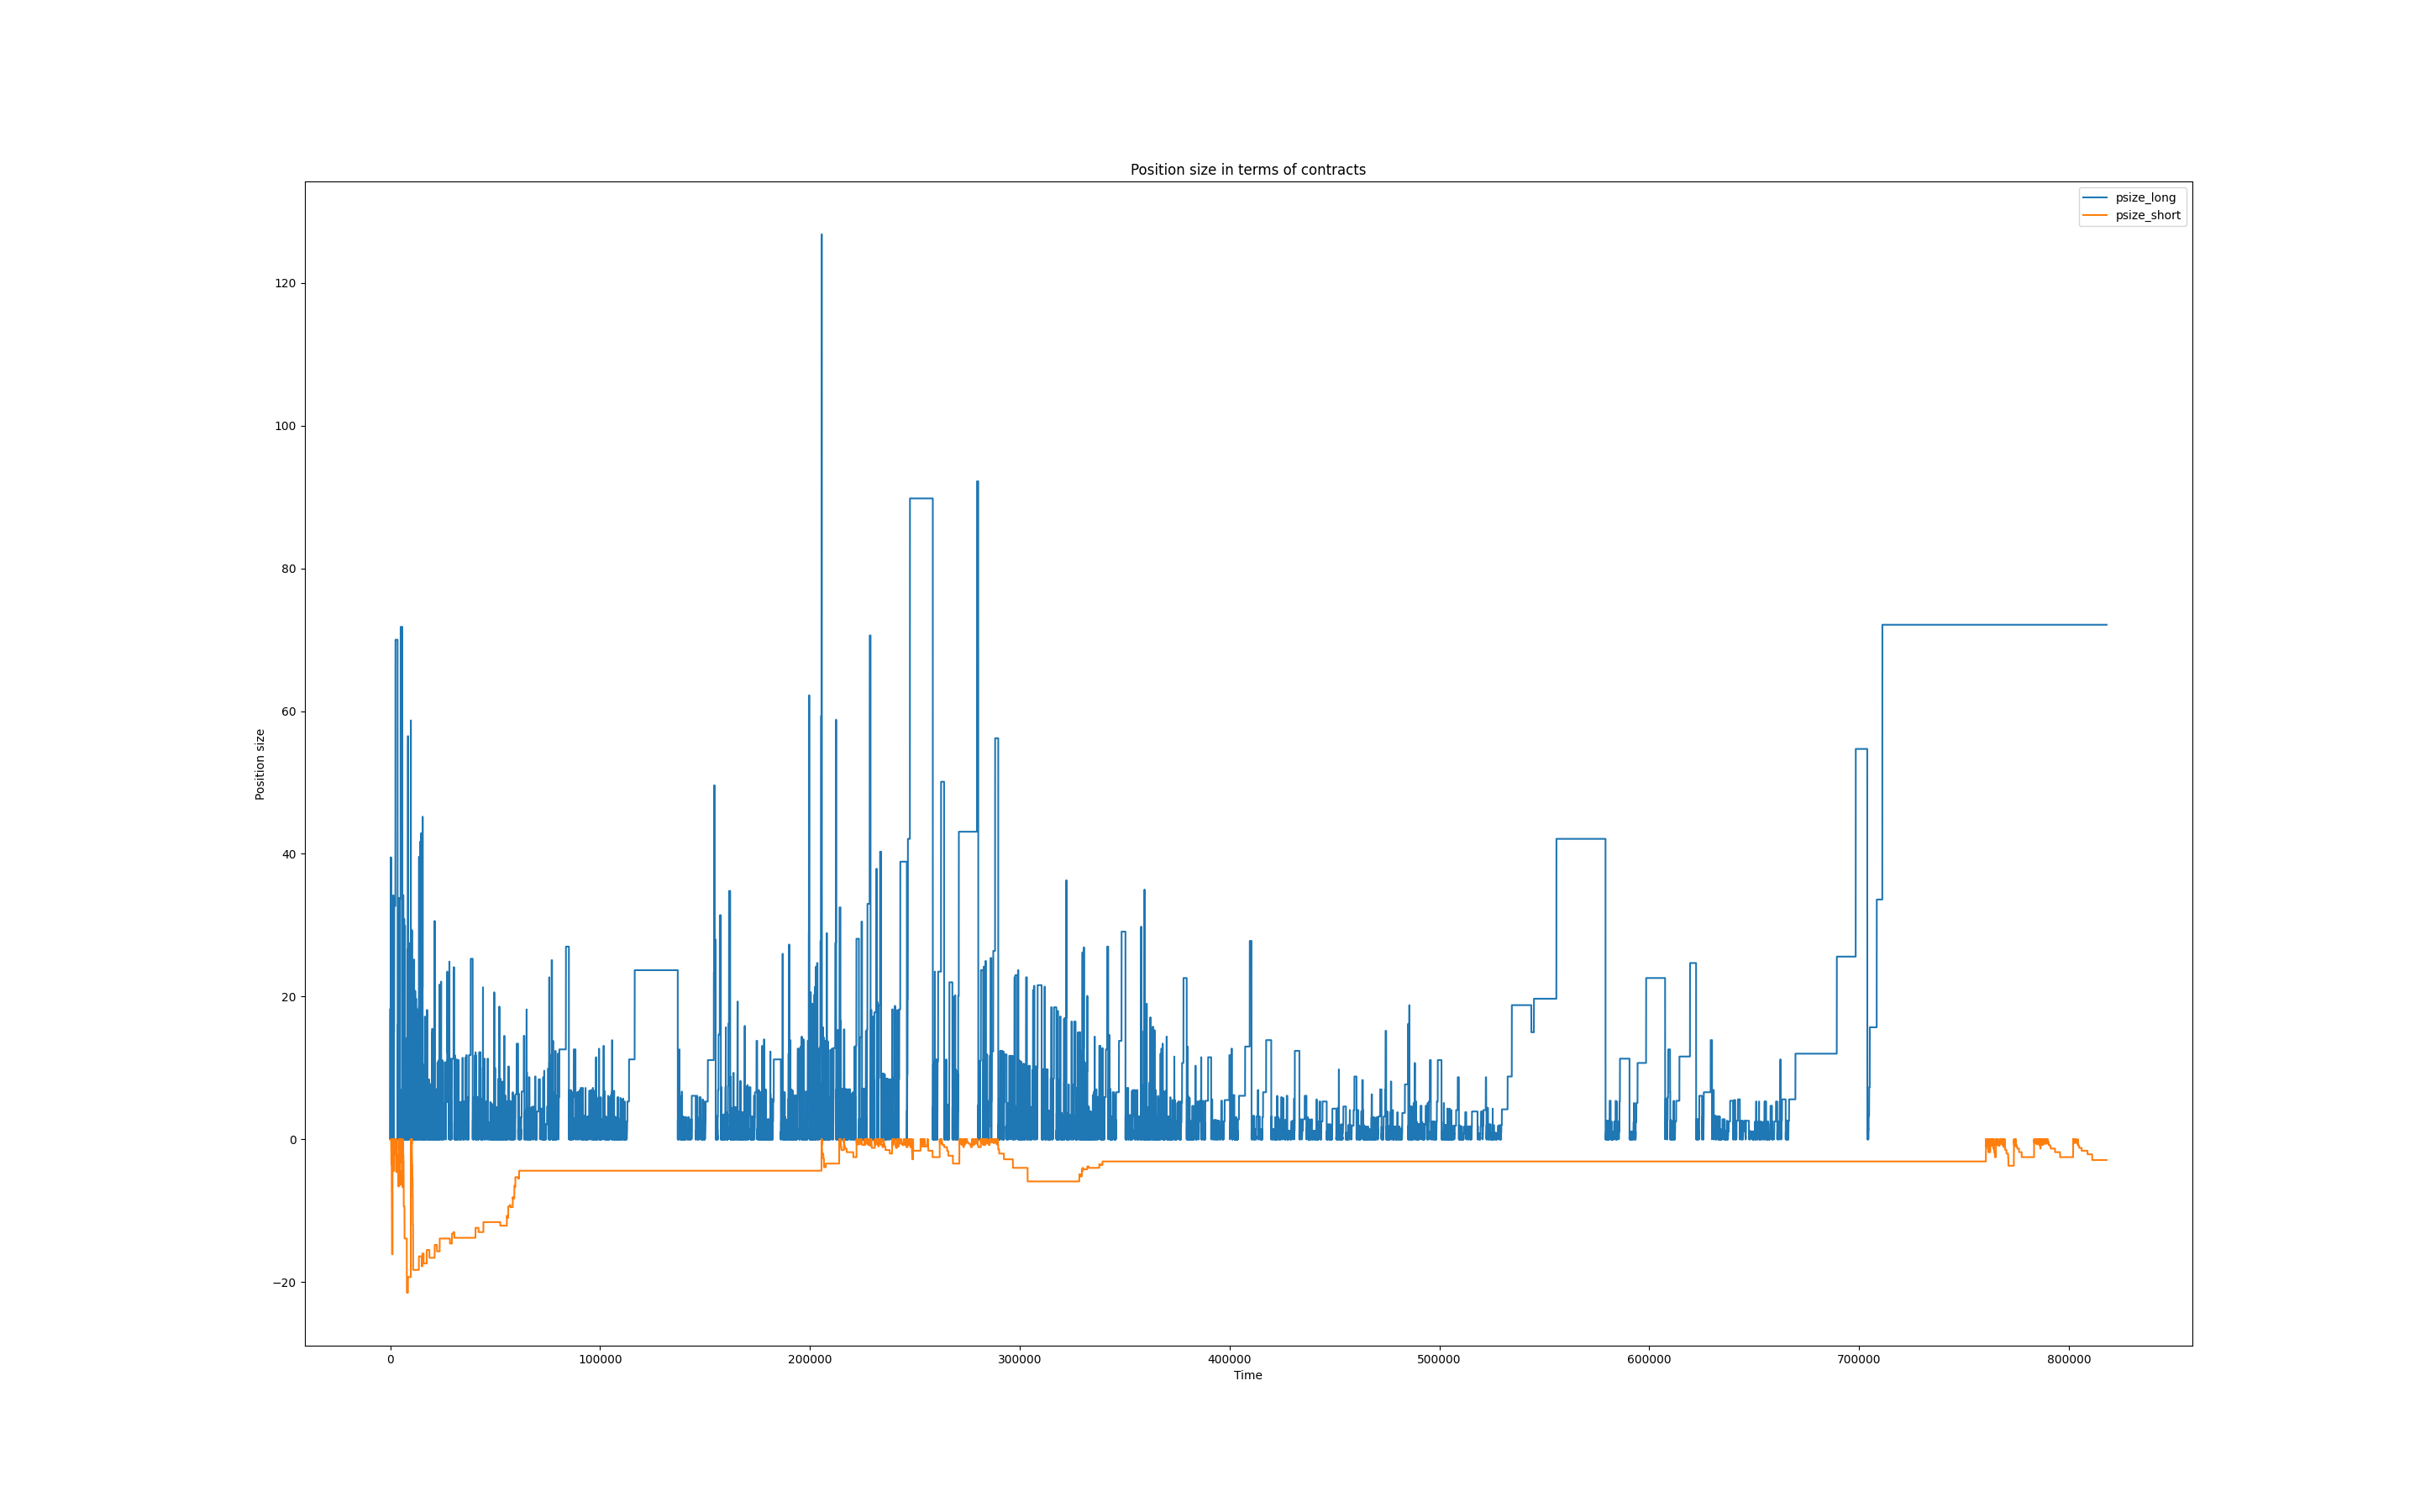 Position size in terms of contracts
psize_long
psize_short
120
100
80
60
40
20
0
−20
Position size
0 100000 200000 300000 400000 500000 600000 700000 800000
Time